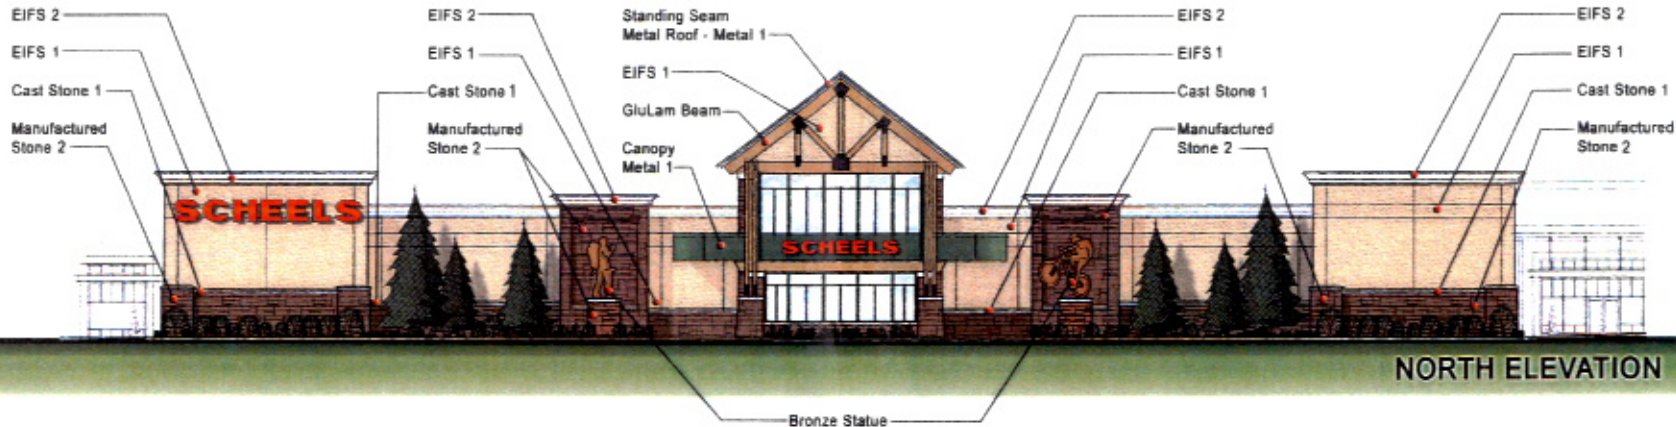 EIFS 2
EIFS 1
Cast Stone 1
Manufactured
Stone 2
EIFS 2
EIFS 1
Cast Stone 1
Manufactured
Stone 2
Standing Seam
Metal Roof - Metal 1
EIFS 1
GluLam Beam
Canopy
Metal 1
EIFS 2
EIFS 1
Cast Stone 1
Manufactured
Stone 2
EIFS 2
EIFS 1
Cast Stone 1
Manufactured
Stone 2
SCHEELS
SCHEELS
NORTH ELEVATION
Bronze Statue